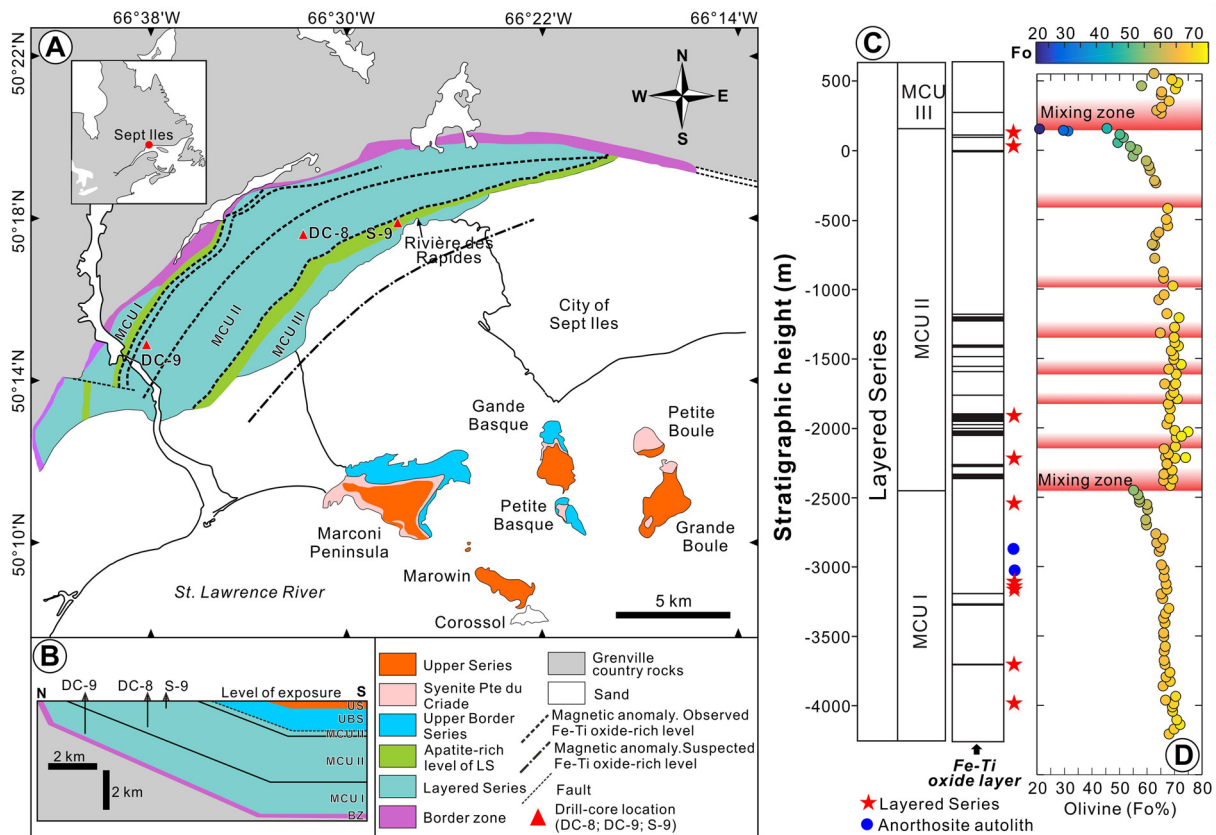 66°38'W
66°30'W
66°22'W
66°14'W
A
50°22'N
50°18'N
50°14'N
50°10'N
Sept Iles
N
W
E
S
DC-8
S-9
Rivière des
Rapides
MCU I
MCU II
MCU III
DC-9
City of
Sept Iles
Gande
Basque
Petite
Boule
Petite
Basque
Grande
Boule
Marconi
Peninsula
Marowin
Corossol
St. Lawrence River
5 km
B
N
DC-9
DC-8
S-9
Level of exposure
S
US
UBS
MCU II
MCU II
MCU I
BZ
2 km
2 km
Upper Series
Syenite Pte du
Criade
Upper Border
Series
Apatite-rich
level of LS
Layered Series
Border zone
Grenville
country rocks
Sand
Magnetic anomaly. Observed
Fe-Ti oxide-rich level
Magnetic anomaly.Suspected
Fe-Ti oxide-rich level
Fault
Drill-core location
(DC-8; DC-9; S-9)
C
Stratigraphic height (m)
500
0
-500
-1000
-1500
-2000
-2500
-3000
-3500
-4000
Layered Series
MCU
III
MCU II
MCU I
Fe-Ti
oxide layer
Layered Series
Anorthosite autolith
Fo
20 30 40 50 60 70
Mixing zone
Mixing zone
D
20 30 40 50 60 70 80
Olivine (Fo%)